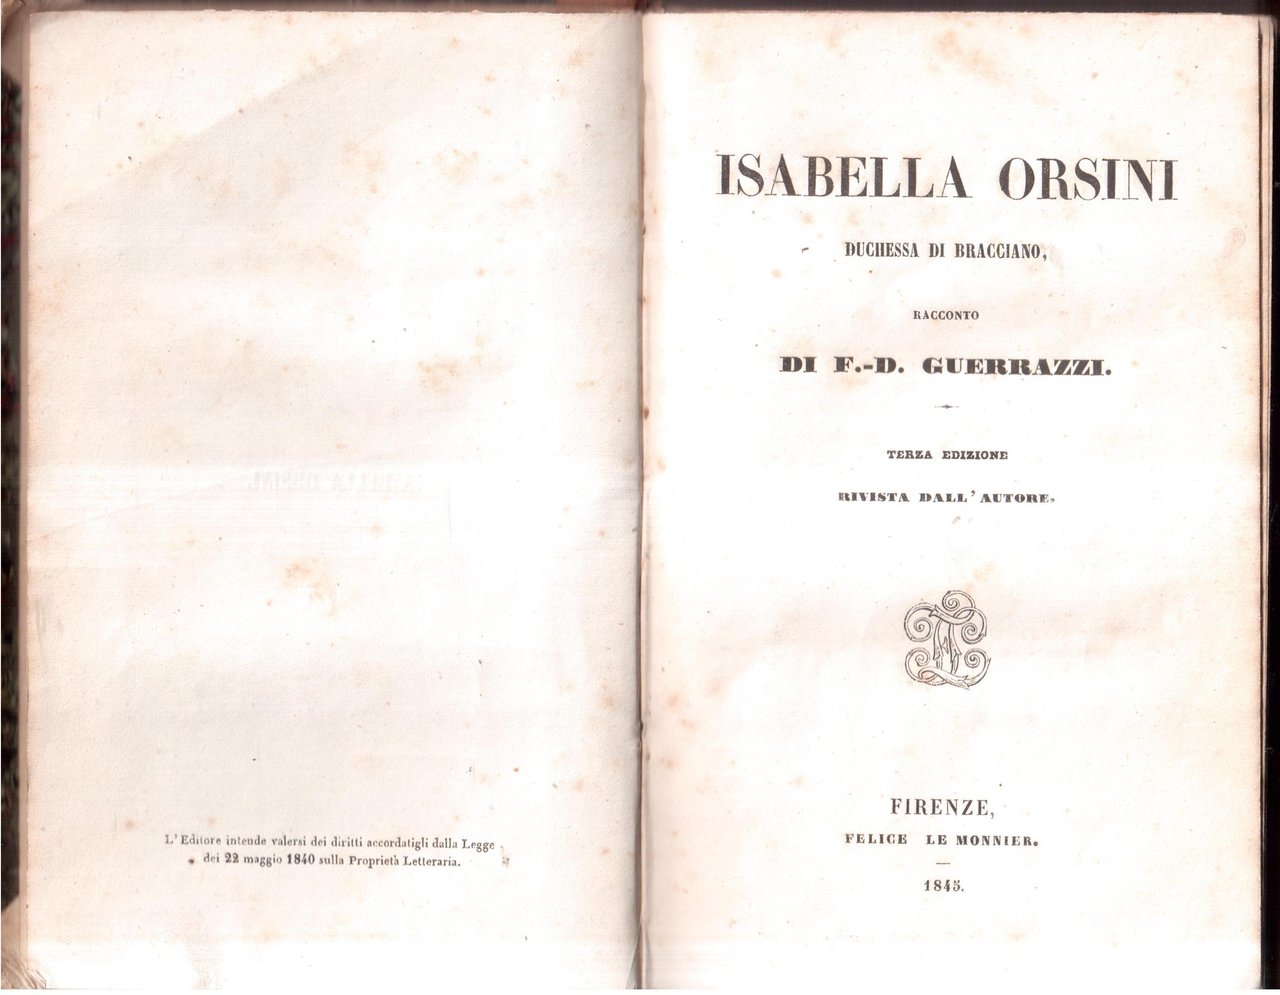 L' Editore intende valersi dei diritti accordatigli dalla Legge
dei 22 maggio 1840 sulla Proprietà Letteraria.
ISABELLA ORSINI
DUCHESSA DI BRACCIANO,
RACCONTO
DI F.-D. GUERRAZZI.
TERZA EDIZIONE
RIVISTA DALL' AUTORE.
FIRENZE,
FELICE LE MONNIER.
1845.